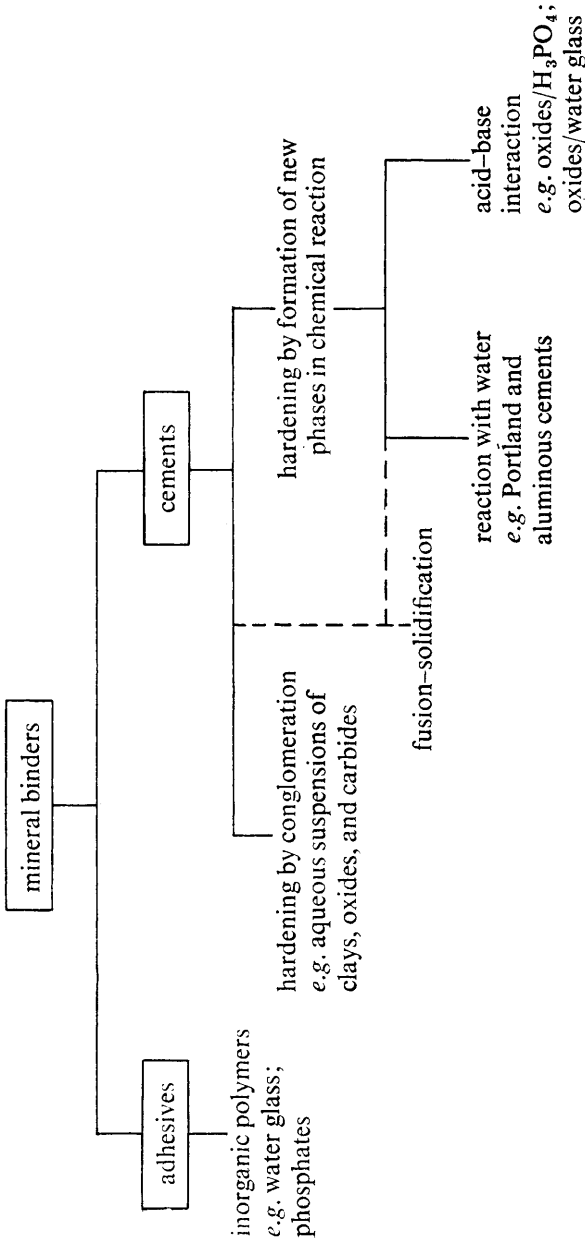 mineral binders
adhesives
inorganic polymers
e.g. water glass;
phosphates
cements
hardening by conglomeration
e.g. aqueous suspensions of
clays, oxides, and carbides
hardening by formation of new
phases in chemical reaction
fusion–solidification
reaction with water
e.g. Portland and
aluminous cements
acid–base
interaction
e.g. oxides/H₃PO₄;
oxides/water glass